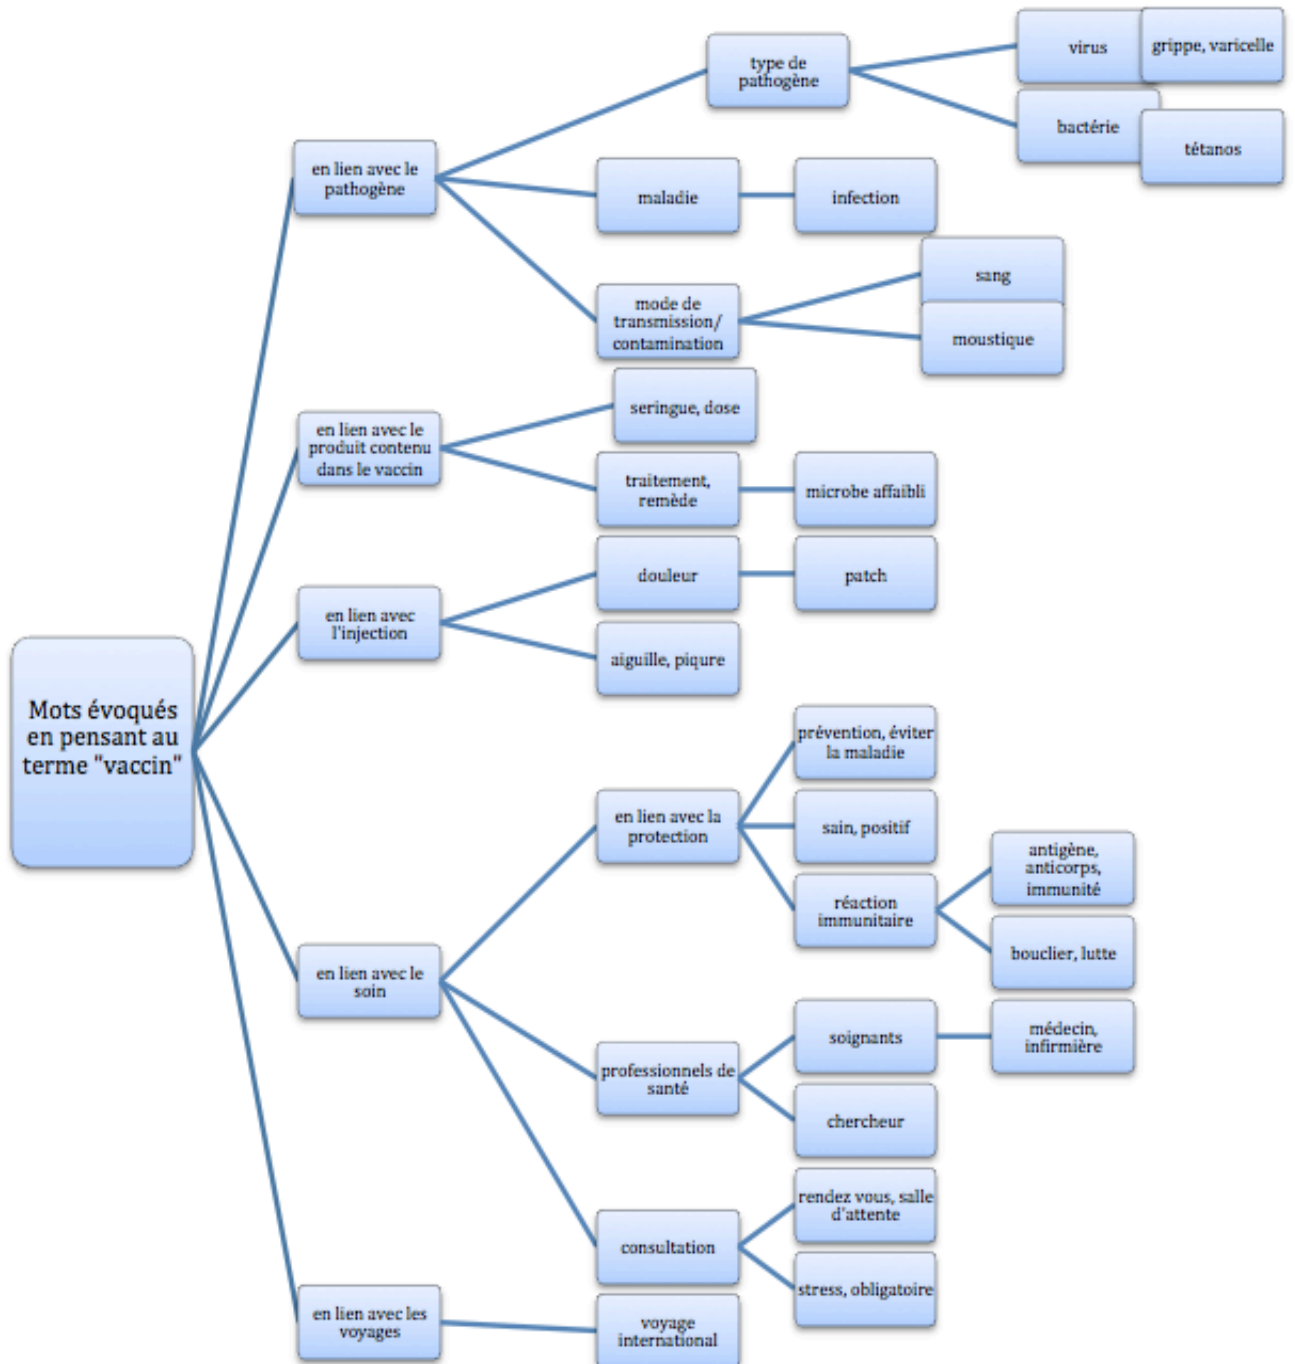 Mots évoqués
en pensant au
terme "vaccin"
en lien avec le
pathogène
type de
pathogène
virus
grippe, varicelle
bactérie
tétanos
maladie
infection
mode de
transmission/
contamination
sang
moustique
en lien avec le
produit contenu
dans le vaccin
seringue, dose
traitement,
remède
microbe affaibli
en lien avec
l'injection
douleur
patch
aiguille, piqure
en lien avec le
soin
en lien avec la
protection
prévention, éviter
la maladie
sain, positif
réaction
immunitaire
antigène,
anticorps,
immunité
bouclier, lutte
professionnels de
santé
soignants
médecin,
infirmière
chercheur
consultation
rendez vous, salle
d'attente
stress, obligatoire
en lien avec les
voyages
voyage
international